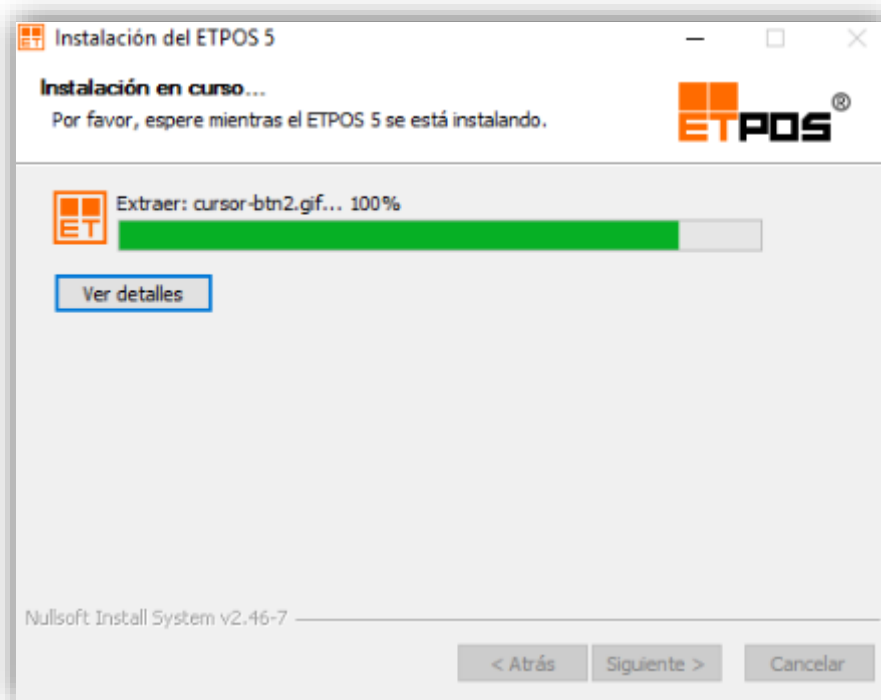 ET
Instalación del ETPOS 5
Instalación en curso...
Por favor, espere mientras el ETPOS 5 se está instalando.
ETPOS®
ET
Extraer: cursor-btn2.gif... 100%
Ver detalles
Nullsoft Install System v2.46-7
< Atrás
Siguiente >
Cancelar